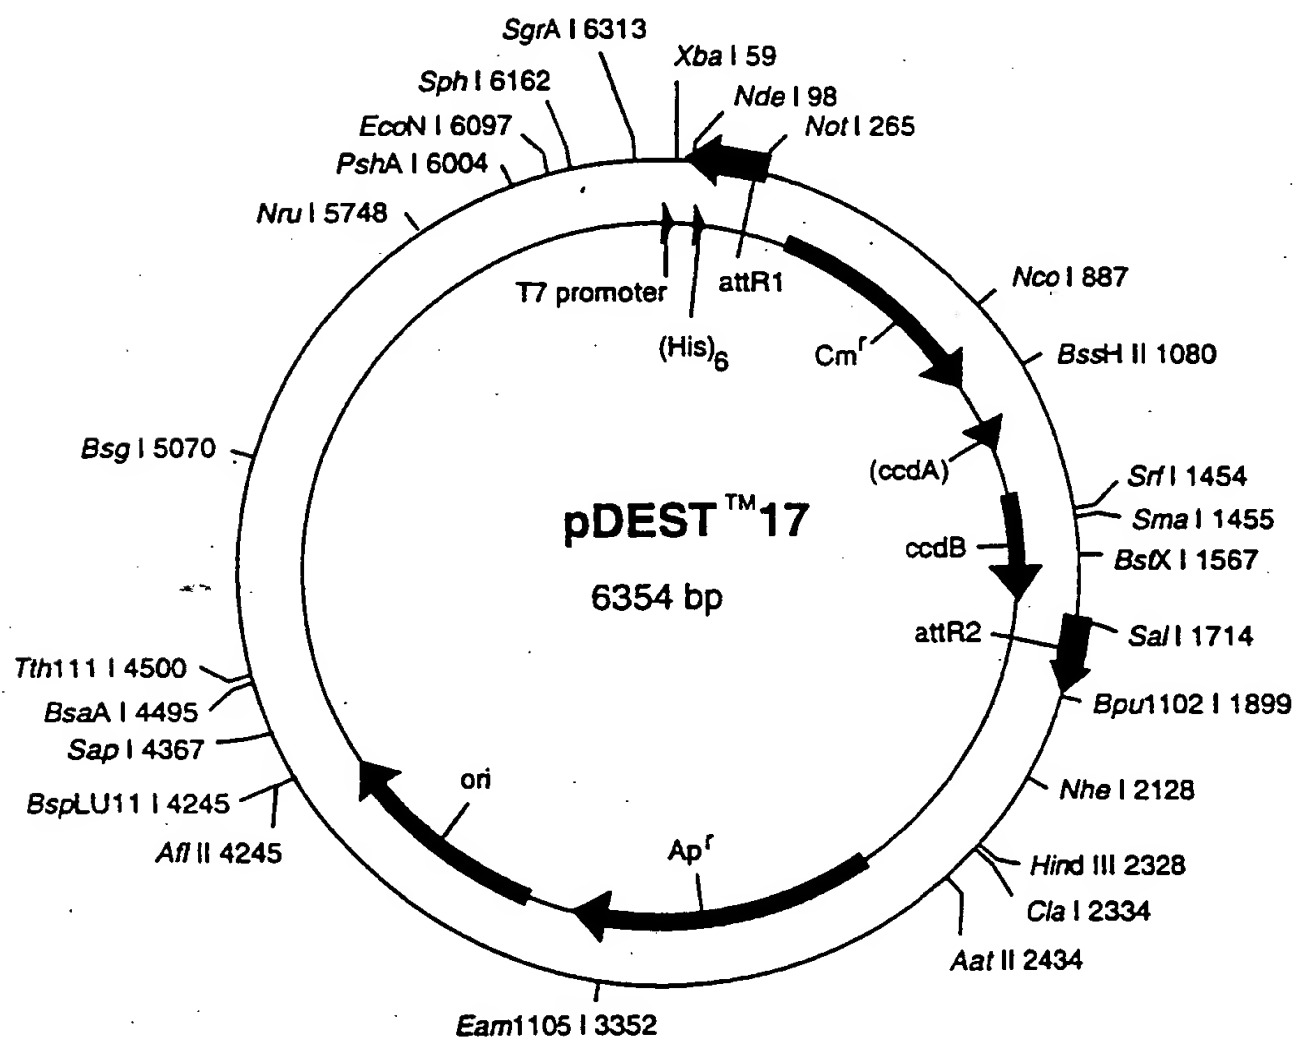 SgrA I 6313
Xba I 59
Sph I 6162
Nde I 98
EcoN I 6097
Not I 265
PshA I 6004
Nru I 5748
Nco I 887
T7 promoter
attR1
(His)6
Cmr
BssH II 1080
Bsg I 5070
(ccdA)
Srf I 1454
pDEST™17
Sma I 1455
ccdB
BstX I 1567
6354 bp
attR2
Sal I 1714
Tth111 I 4500
Bpu1102 I 1899
BsaA I 4495
Sap I 4367
ori
Nhe I 2128
BspLU11 I 4245
Afl II 4245
Apr
Hind III 2328
Cla I 2334
Aat II 2434
Eam1105 I 3352